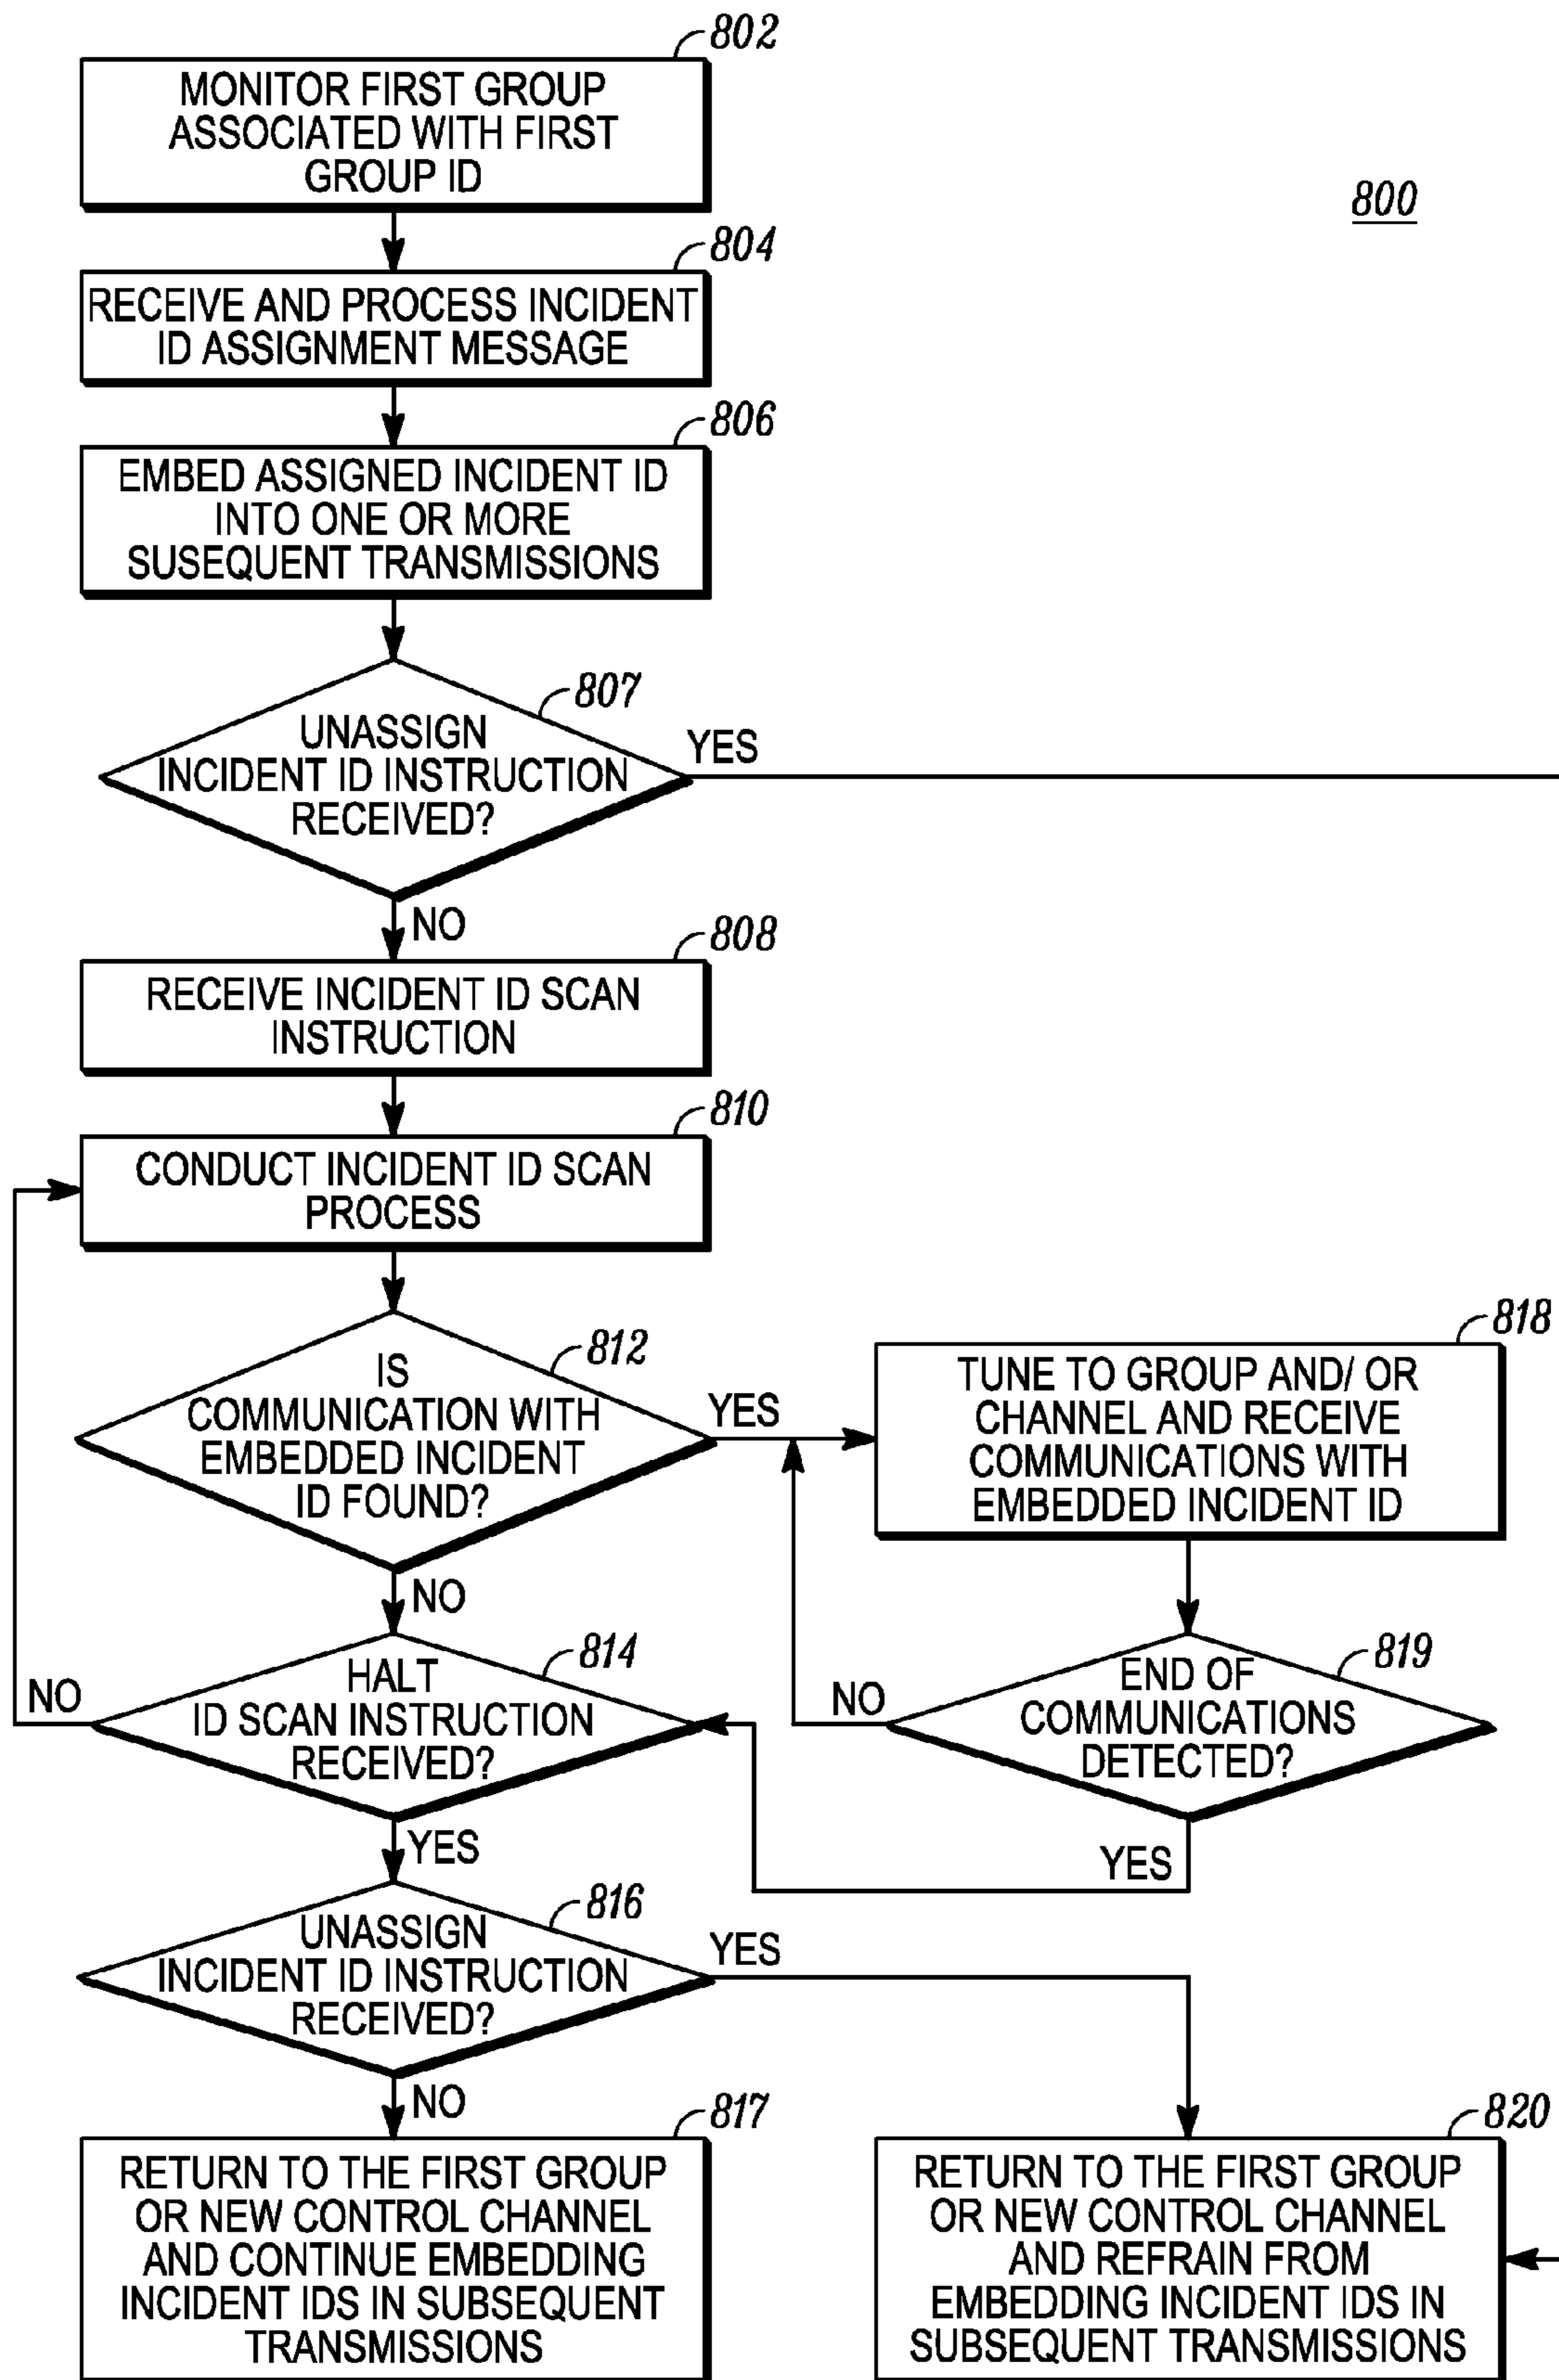 802
MONITOR FIRST GROUP
ASSOCIATED WITH FIRST
GROUP ID
800
804
RECEIVE AND PROCESS INCIDENT
ID ASSIGNMENT MESSAGE
806
EMBED ASSIGNED INCIDENT ID
INTO ONE OR MORE
SUSEQUENT TRANSMISSIONS
807
UNASSIGN
INCIDENT ID INSTRUCTION
RECEIVED?
YES
NO
808
RECEIVE INCIDENT ID SCAN
INSTRUCTION
810
CONDUCT INCIDENT ID SCAN
PROCESS
812
IS
COMMUNICATION WITH
EMBEDDED INCIDENT
ID FOUND?
YES
NO
818
TUNE TO GROUP AND/ OR
CHANNEL AND RECEIVE
COMMUNICATIONS WITH
EMBEDDED INCIDENT ID
814
HALT
ID SCAN INSTRUCTION
RECEIVED?
NO
YES
819
END OF
COMMUNICATIONS
DETECTED?
NO
YES
816
UNASSIGN
INCIDENT ID INSTRUCTION
RECEIVED?
YES
NO
817
RETURN TO THE FIRST GROUP
OR NEW CONTROL CHANNEL
AND CONTINUE EMBEDDING
INCIDENT IDS IN SUBSEQUENT
TRANSMISSIONS
820
RETURN TO THE FIRST GROUP
OR NEW CONTROL CHANNEL
AND REFRAIN FROM
EMBEDDING INCIDENT IDS IN
SUBSEQUENT TRANSMISSIONS